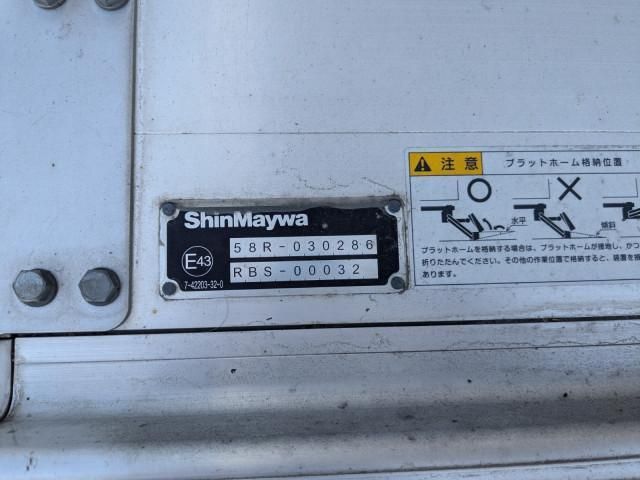 ShinMaywa
58R-030286
E43
RBS-00032
7-42203-32-0
注意
プラットホーム格納位置
水平
傾斜
プラットホームを格納する場合は、プラットホームが接地し、かつ
折りたたんでください。その他の作業位置で格納すると、装置を損
あります。